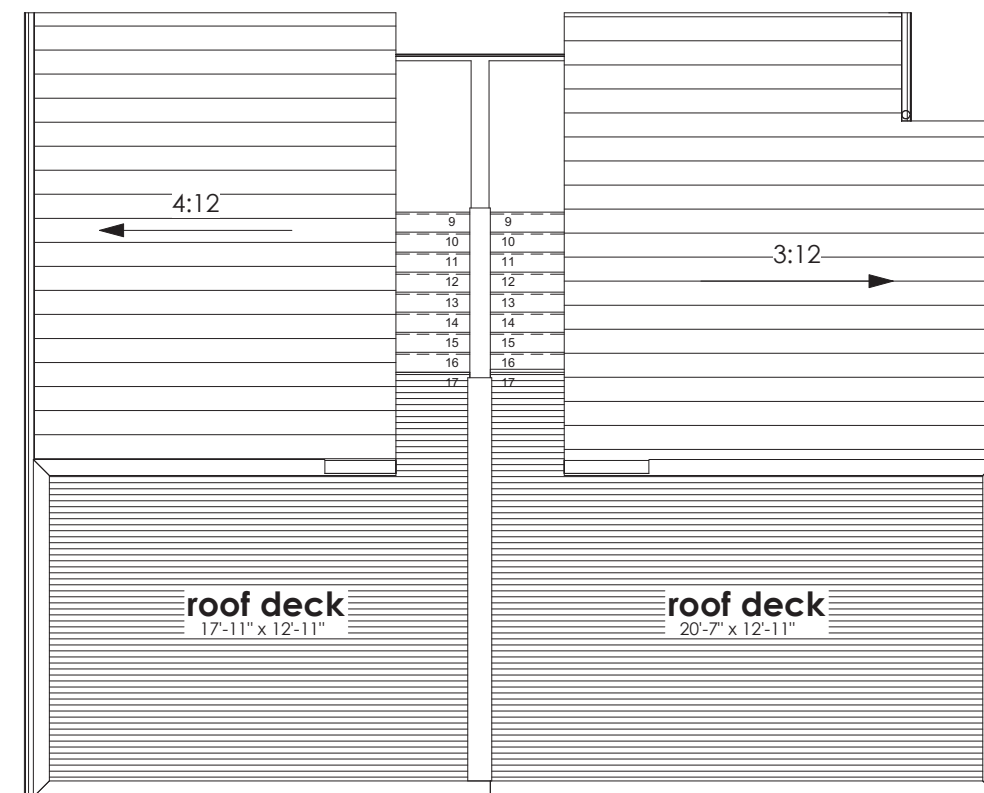 4:12
3:12
9 9
10 10
11 11
12 12
13 13
14 14
15 15
16 16
17 17
roof deck
17'-11" x 12'-11"
roof deck
20'-7" x 12'-11"